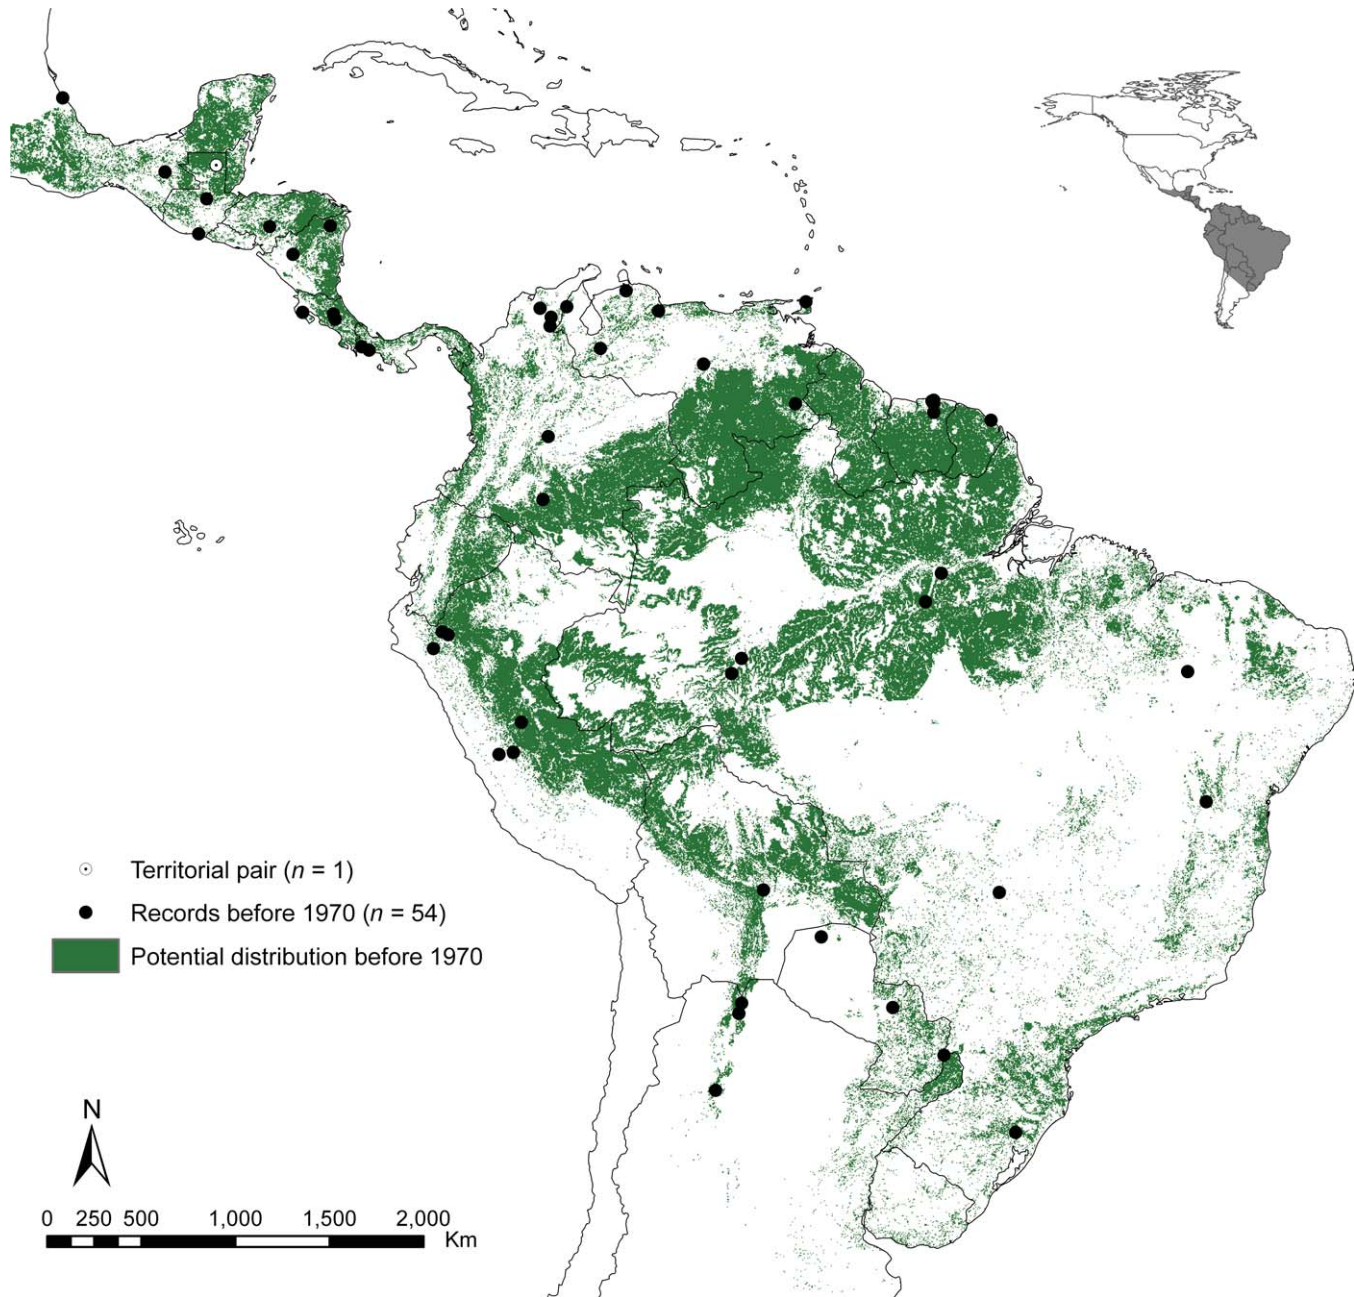 Territorial pair (n = 1)
Records before 1970 (n = 54)
Potential distribution before 1970
N
0 250 500 1,000 1,500 2,000
Km